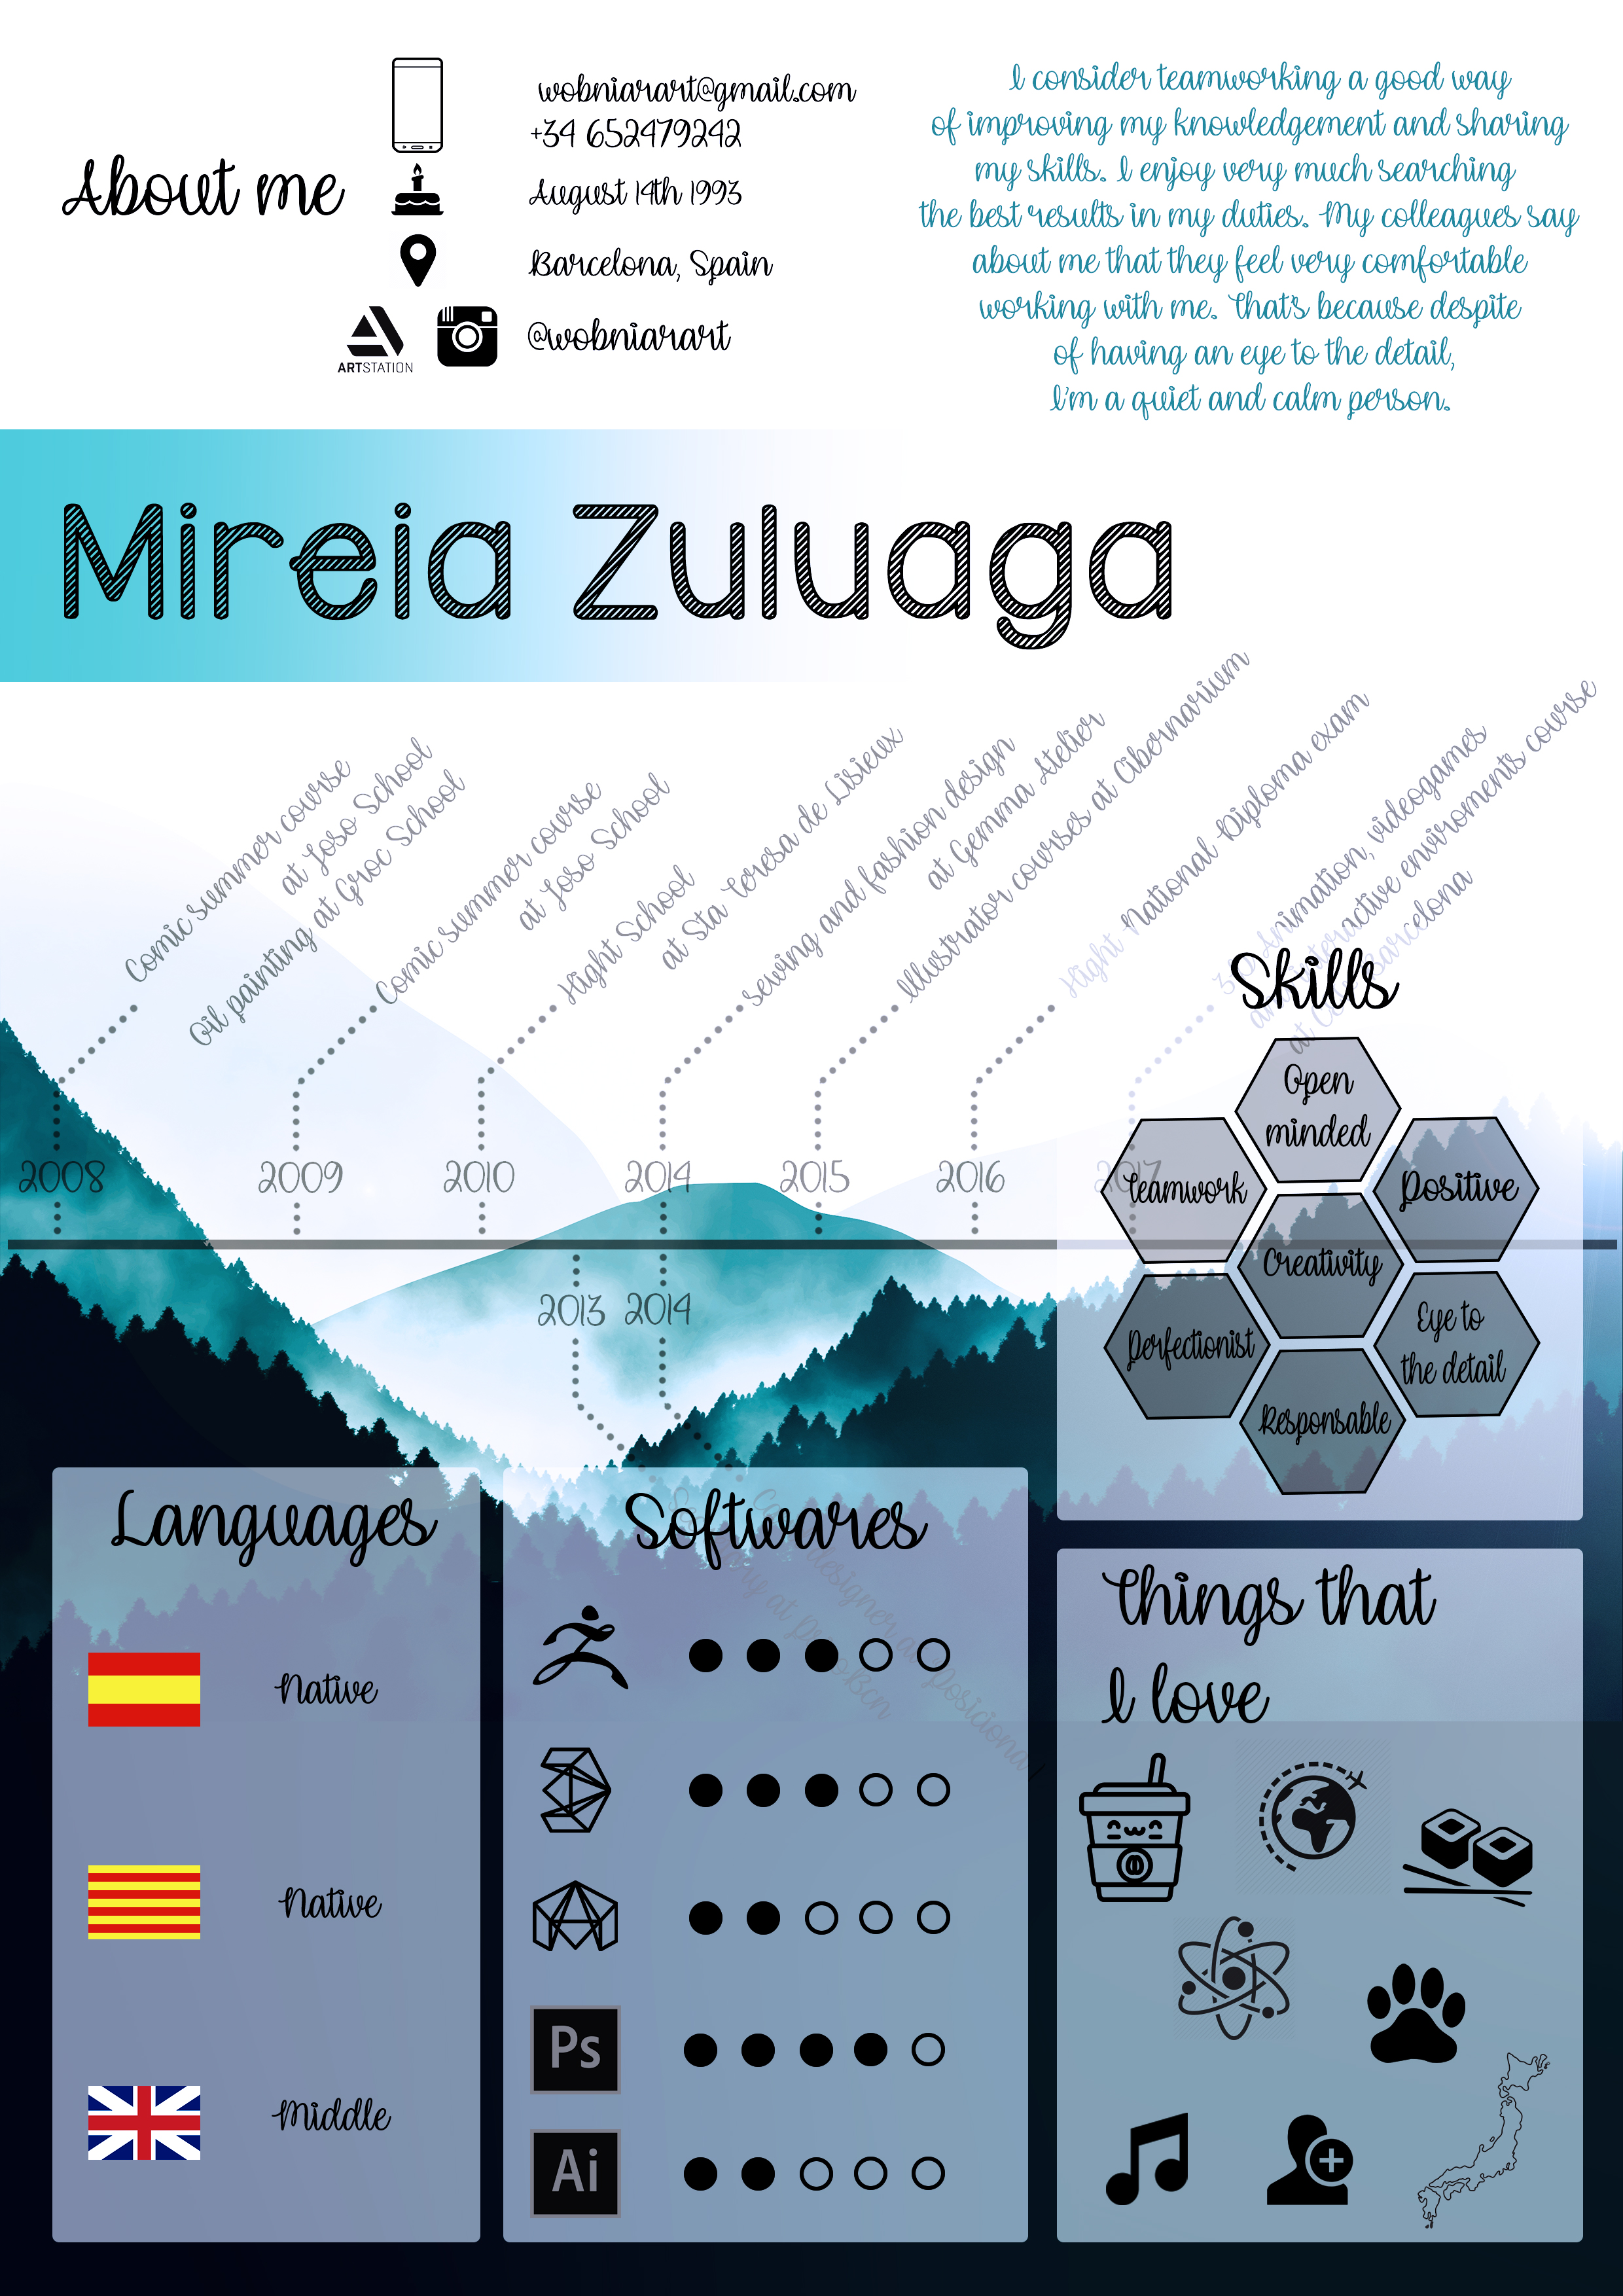 About me
wobniarart@gmail.com
+34 652479242
August 14th 1993
Barcelona, Spain
ARTSTATION
@wobniarart
I consider teamworking a good way
of improving my knowledgement and sharing
my skills. I enjoy very much searching
the best results in my duties. My colleagues say
about me that they feel very comfortable
working with me. That's because despite
of having an eye to the detail,
I'm a quiet and calm person.
Mireia Zuluaga
Comic summer course
at Joso School
Oil painting at Groc School
Comic summer course
at Joso School
Hight School
at Sta Teresa de Lisieux
Sewing and fashion design
at Gemma Atelier
Illustrator courses at Cibernarium
Hight National Diploma exam
3D Animation, videogames
and interactive enviroments course
at Barcelona
2008
2009
2010
2014
2015
2016
2017
2013
2014
Skills
Open
minded
Teamwork
Positive
Creativity
Perfectionist
Eye to
the detail
Responsable
Languages
Native
Native
Middle
Softwares
designer at Posiciona
at
Ps
Ai
Things that
I love